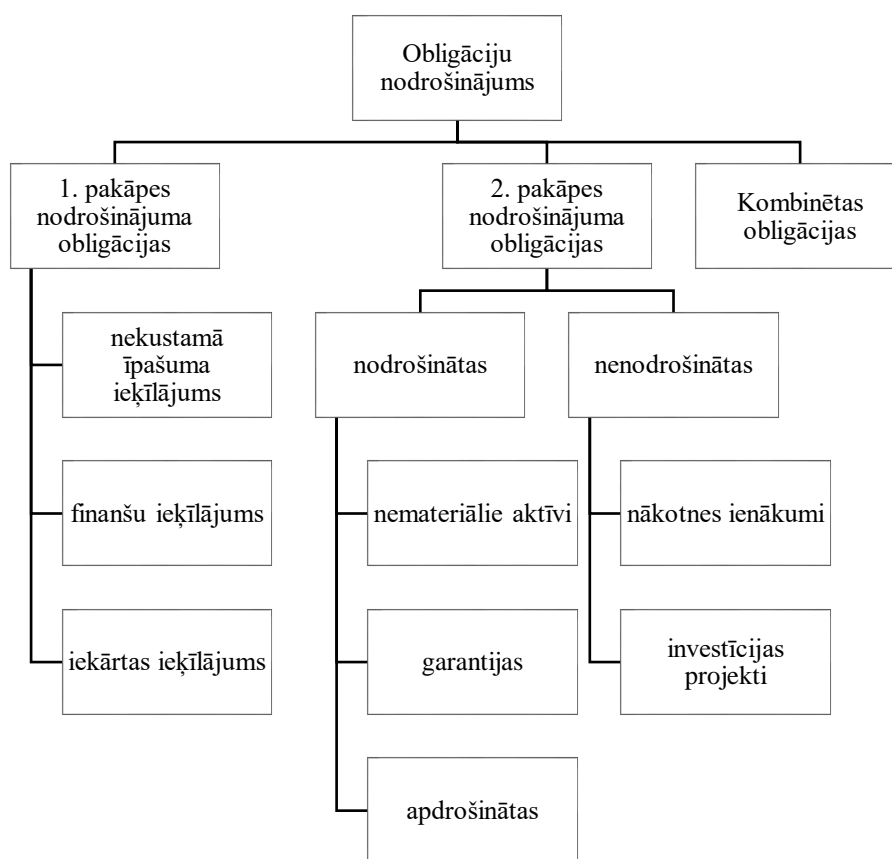 Obligāciju
nodrošinājums
1. pakāpes
nodrošinājuma
obligācijas
2. pakāpes
nodrošinājuma
obligācijas
Kombinētas
obligācijas
nekustamā
īpašuma
ieķīlājums
finanšu ieķīlājums
iekārtas ieķīlājums
nodrošinātas
nemateriālie aktīvi
garantijas
apdrošinātas
nenodrošinātas
nākotnes ienākumi
investīcijas
projekti